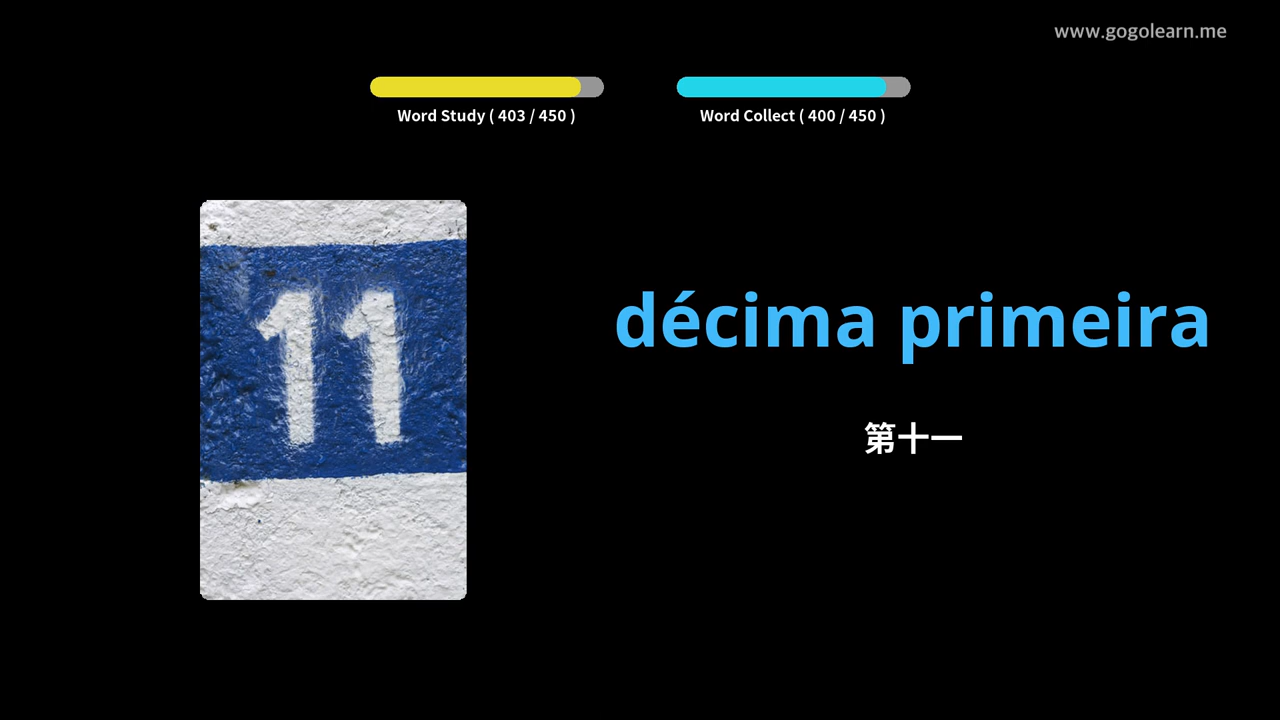 www.gogolearn.me
Word Study ( 403 / 450 )
Word Collect ( 400 / 450 )
11
décima primeira
第十一